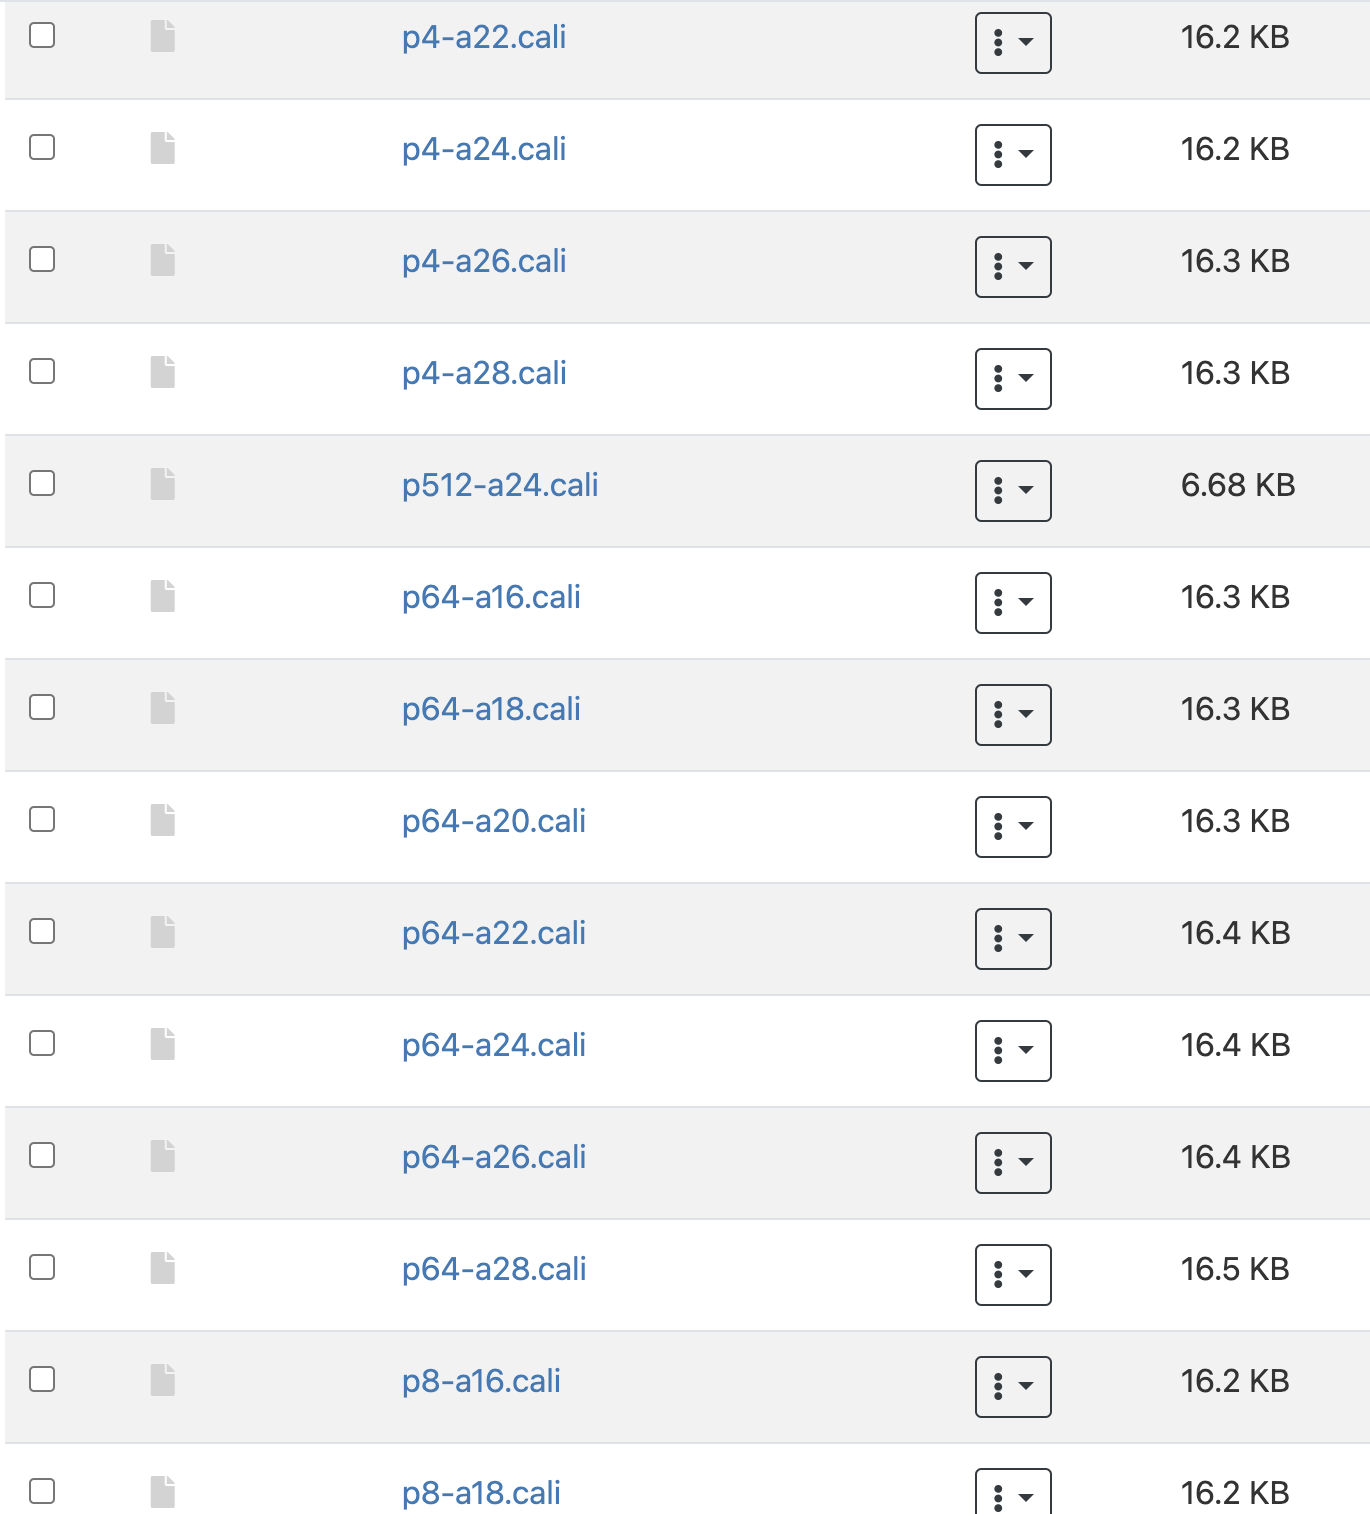 p4-a22.cali 16.2 KB
p4-a24.cali 16.2 KB
p4-a26.cali 16.3 KB
p4-a28.cali 16.3 KB
p512-a24.cali 6.68 KB
p64-a16.cali 16.3 KB
p64-a18.cali 16.3 KB
p64-a20.cali 16.3 KB
p64-a22.cali 16.4 KB
p64-a24.cali 16.4 KB
p64-a26.cali 16.4 KB
p64-a28.cali 16.5 KB
p8-a16.cali 16.2 KB
p8-a18.cali 16.2 KB